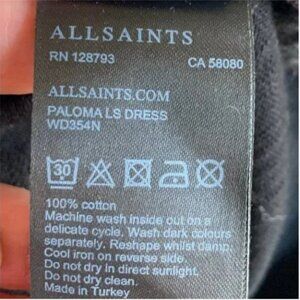 ALLSAINTS
RN 128793 CA 58080
ALLSAINTS.COM
PALOMA LS DRESS
WD354N
30
100% cotton
Machine wash inside out on a
delicate cycle. Wash dark colours
separately. Reshape whilst damp.
Cool iron on reverse side.
Do not dry in direct sunlight.
Do not dry clean.
Made in Turkey